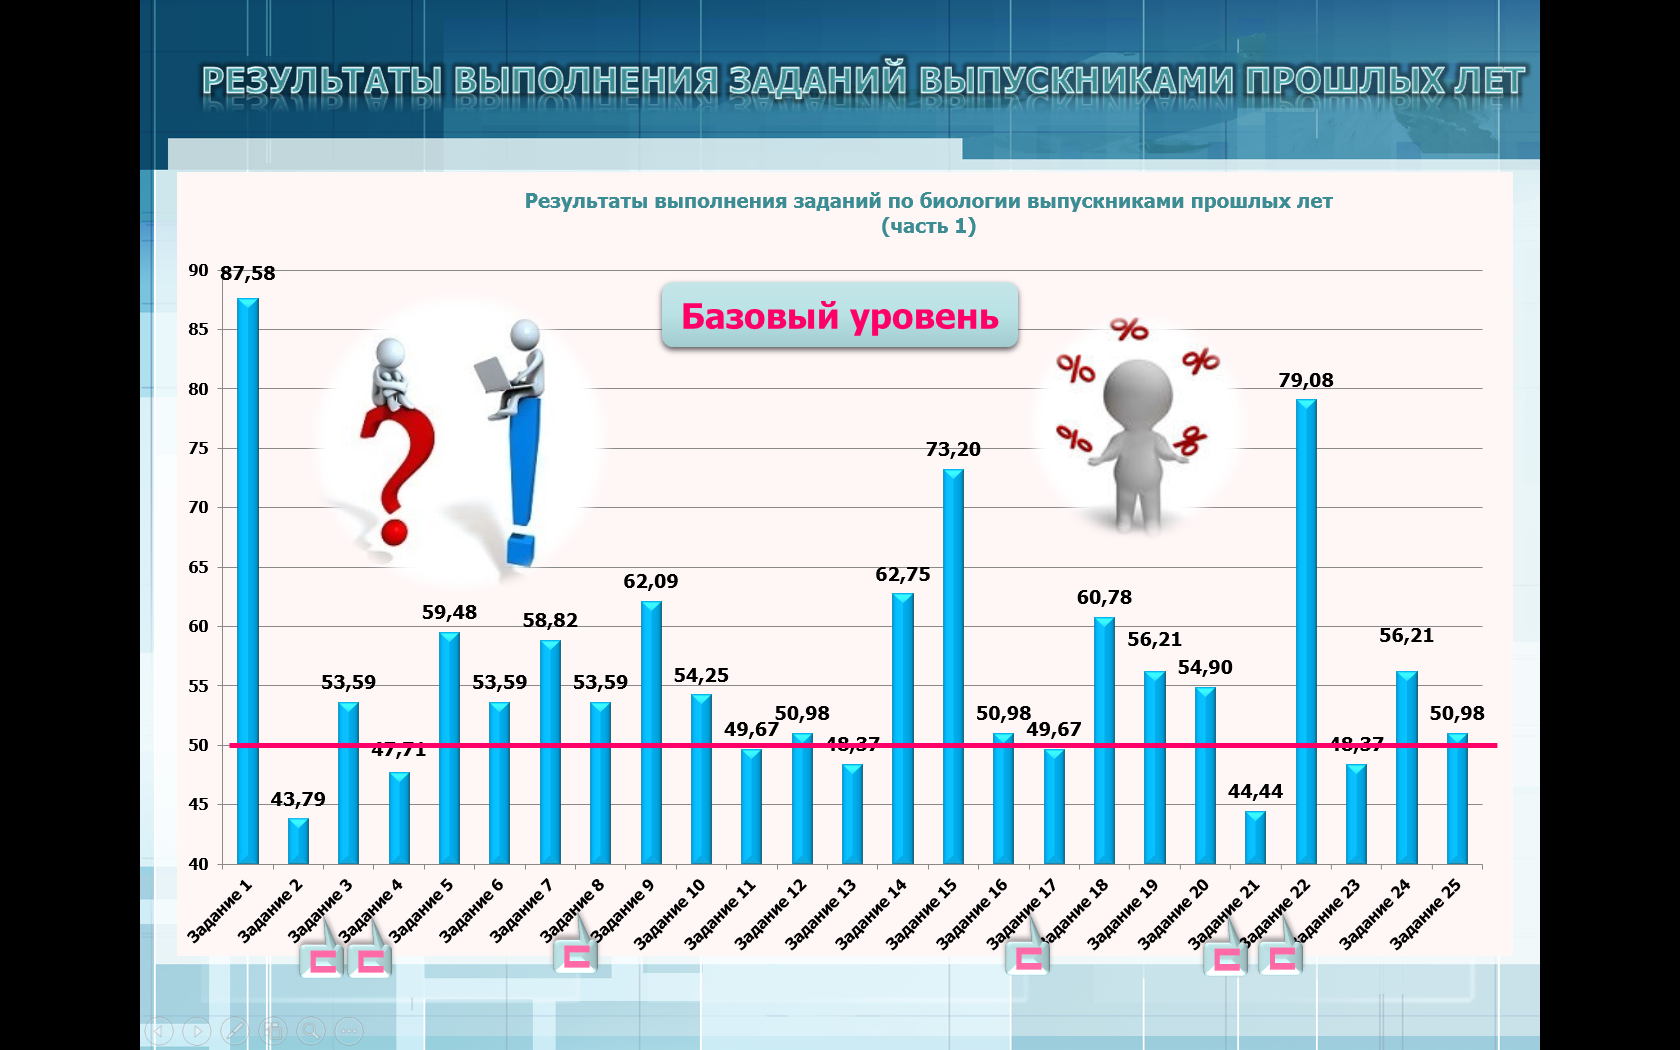 РЕЗУЛЬТАТЫ ВЫПОЛНЕНИЯ ЗАДАНИЙ ВЫПУСКНИКАМИ ПРОШЛЫХ ЛЕТ
Результаты выполнения заданий по биологии выпускниками прошлых лет
(часть 1)
Базовый уровень
90
85
80
75
70
65
60
55
50
45
40
87,58
43,79
53,59
47,71
59,48
53,59
58,82
53,59
62,09
54,25
49,67
50,98
48,37
62,75
73,20
50,98
49,67
60,78
56,21
54,90
44,44
79,08
48,37
56,21
50,98
% % % % %
Задание 1
Задание 2
Задание 3
Задание 4
Задание 5
Задание 6
Задание 7
Задание 8
Задание 9
Задание 10
Задание 11
Задание 12
Задание 13
Задание 14
Задание 15
Задание 16
Задание 17
Задание 18
Задание 19
Задание 20
Задание 21
Задание 22
Задание 23
Задание 24
Задание 25